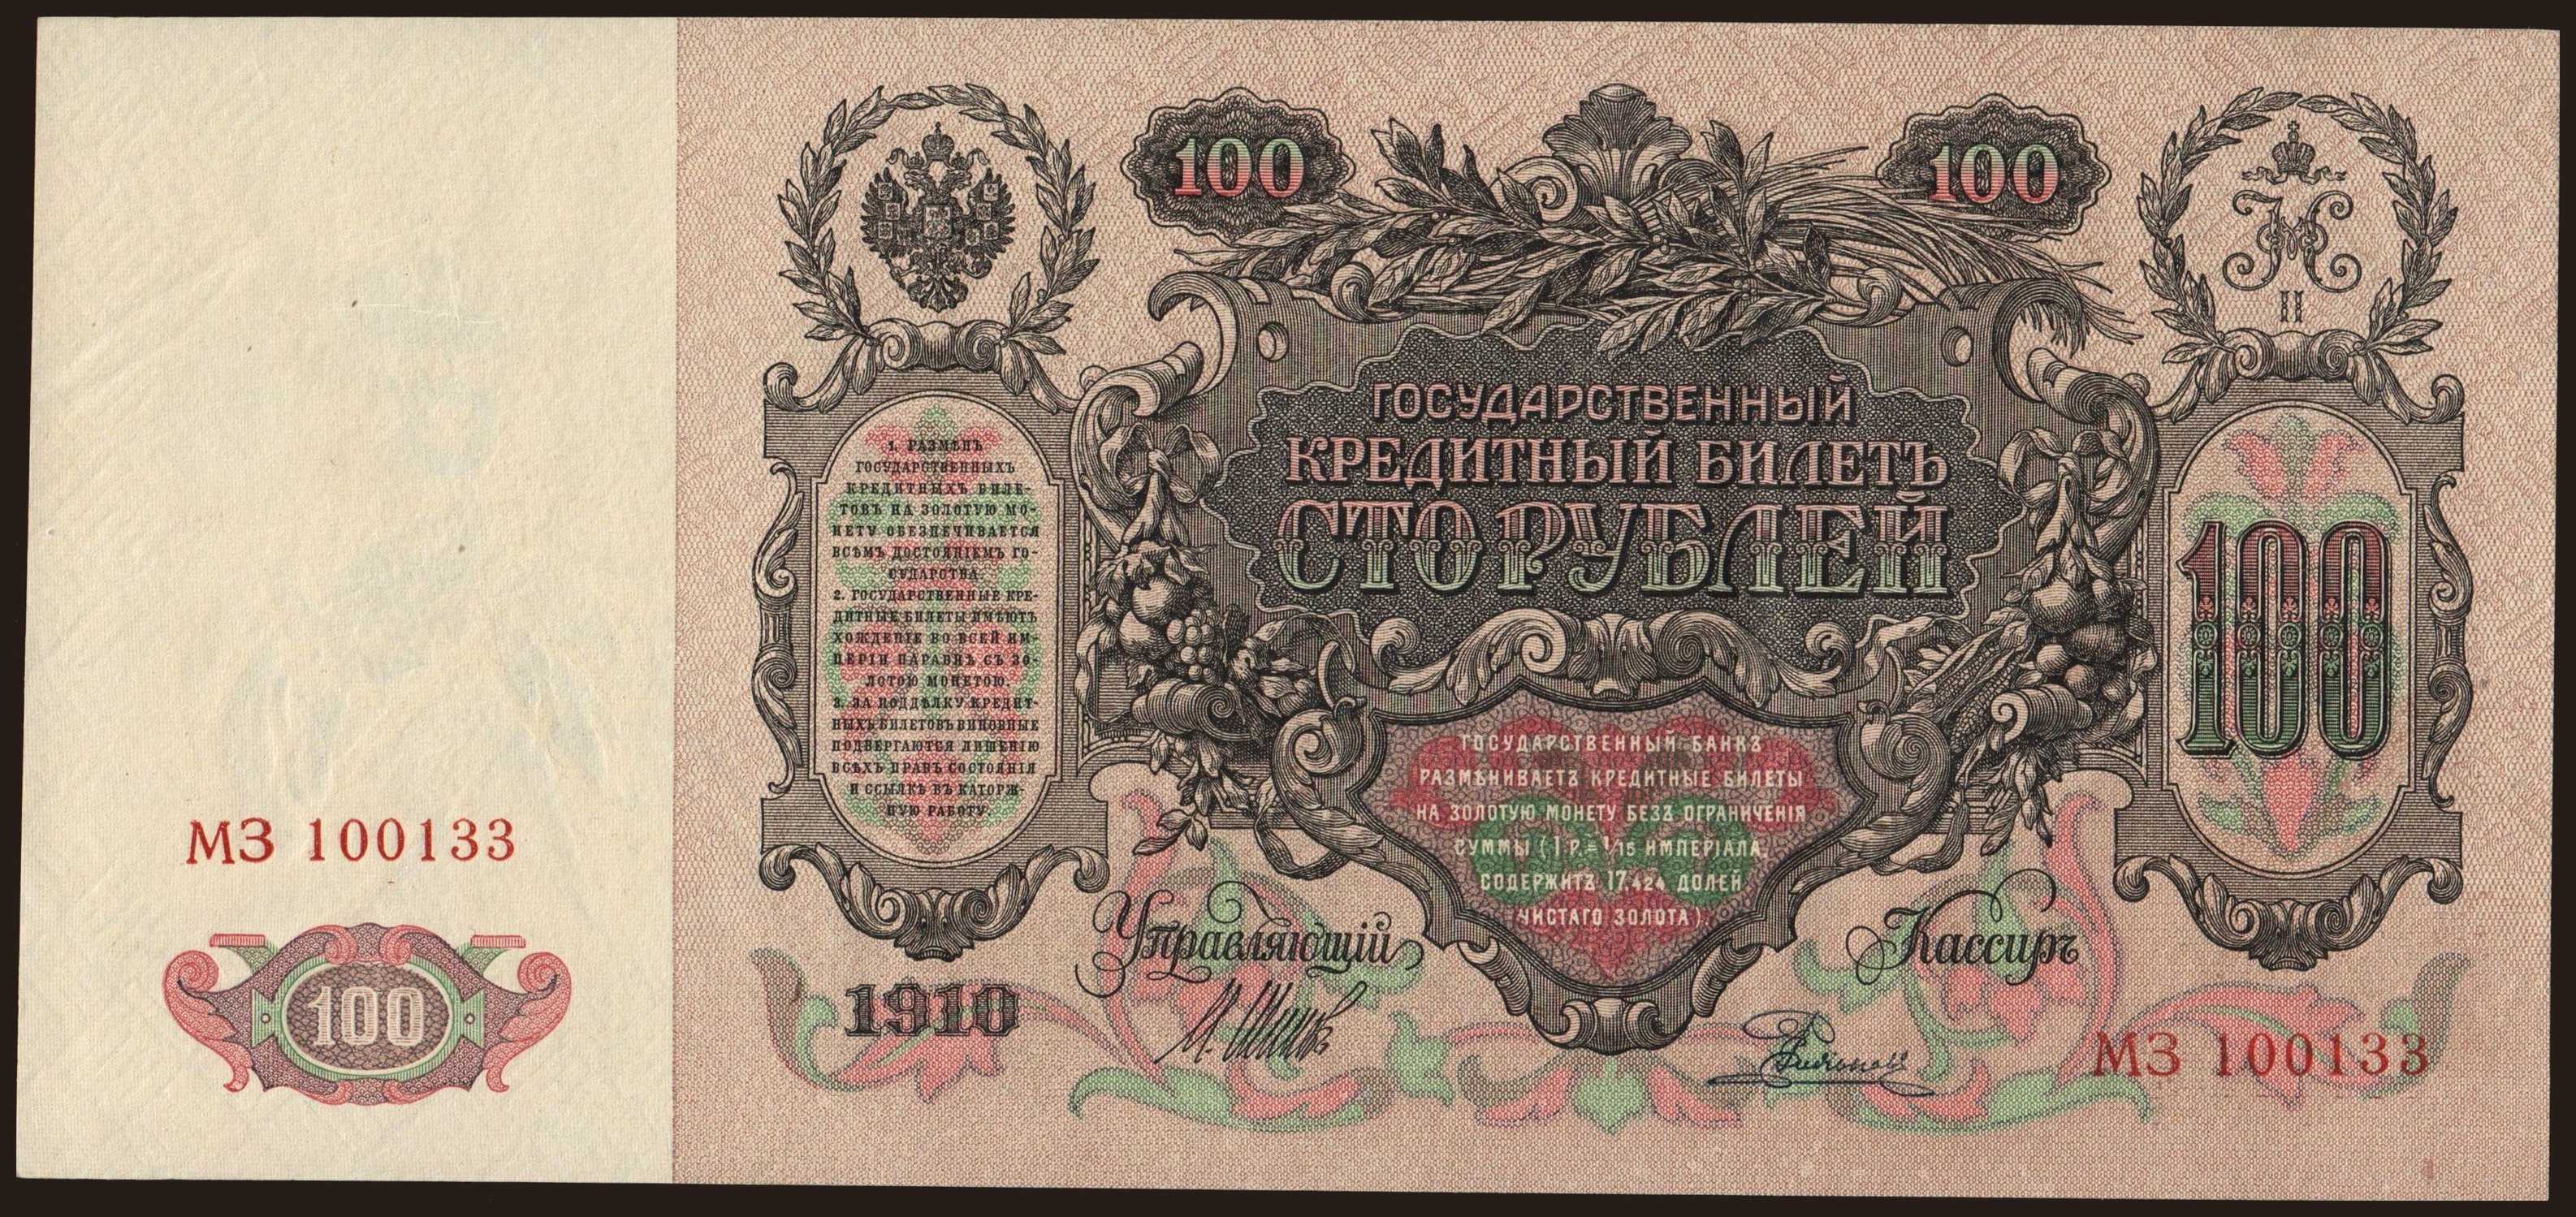 100
100
II
ГОСУДАРСТВЕННЫЙ
КРЕДИТНЫЙ БИЛЕТЪ
СТО РУБЛЕЙ
1. РАЗМѢНЪ
ГОСУДАРСТВЕННЫХЪ
КРЕДИТНЫХЪ БИЛЕ-
ТОВЪ НА ЗОЛОТУЮ МО-
НЕТУ ОБЕЗПЕЧИВАЕТСЯ
ВСѢМЪ ДОСТОЯНІЕМЪ ГО-
СУДАРСТВА.
2. ГОСУДАРСТВЕННЫЕ КРЕ-
ДИТНЫЕ БИЛЕТЫ ИМѢЮТЪ
ХОЖДЕНІЕ ВО ВСЕЙ ИМ-
ПЕРІИ НАРАВНѢ СЪ ЗО-
ЛОТОЮ МОНЕТОЮ.
3. ЗА ПОДДѢЛКУ КРЕДИТ-
НЫХЪ БИЛЕТОВЪ ВИНОВНЫЕ
ПОДВЕРГАЮТСЯ ЛИШЕНІЮ
ВСѢХЪ ПРАВЪ СОСТОЯНІЯ
И ССЫЛКѢ ВЪ КАТОРЖ-
НУЮ РАБОТУ.
100
ГОСУДАРСТВЕННЫЙ БАНКЪ
РАЗМѢНИВАЕТЪ КРЕДИТНЫЕ БИЛЕТЫ
НА ЗОЛОТУЮ МОНЕТУ БЕЗЪ ОГРАНИЧЕНІЯ
СУММЫ (1 Р.=1/15 ИМПЕРІАЛА,
СОДЕРЖИТЪ 17,424 ДОЛЕЙ
ЧИСТАГО ЗОЛОТА).
МЗ 100133
100
Управляющій
Кассиръ
1910
И. Шиповъ
МЗ 100133